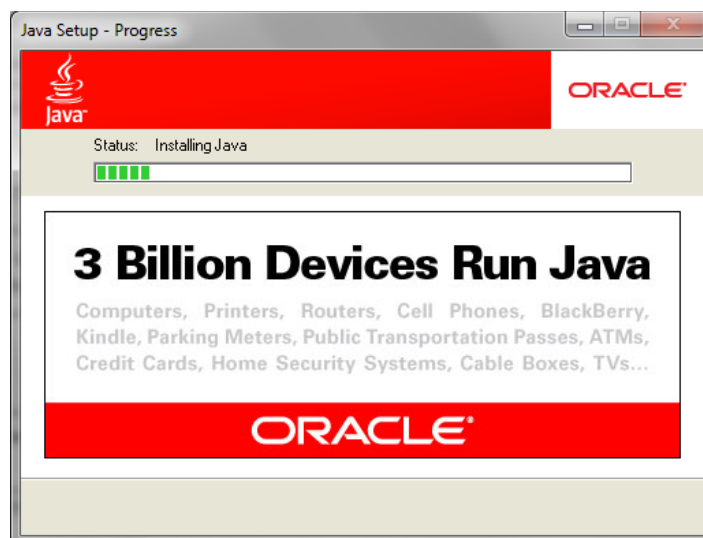 Java Setup - Progress
Java™
ORACLE®
Status: Installing Java
3 Billion Devices Run Java
Computers, Printers, Routers, Cell Phones, BlackBerry,
Kindle, Parking Meters, Public Transportation Passes, ATMs,
Credit Cards, Home Security Systems, Cable Boxes, TVs...
ORACLE®